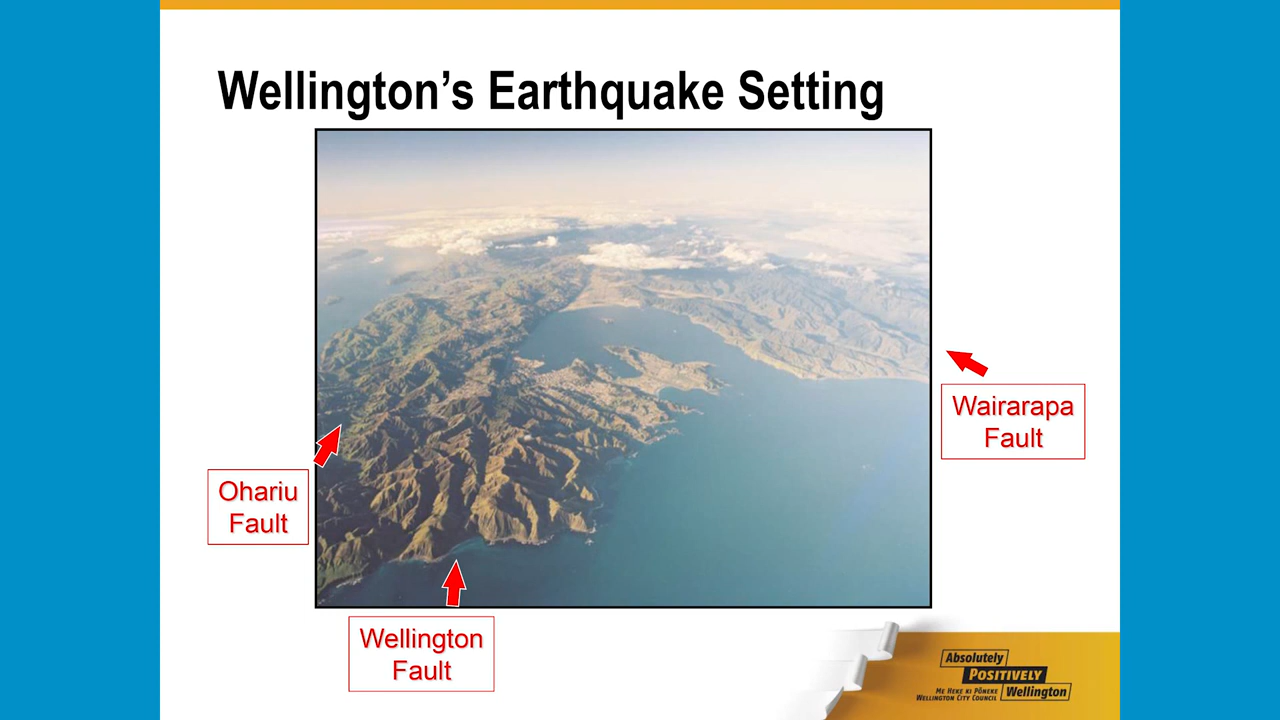 Wellington’s Earthquake Setting
Wairarapa
Fault
Ohariu
Fault
Wellington
Fault
Absolutely
POSITIVELY
ME HEKE KI PŌNEKE
WELLINGTON CITY COUNCIL
Wellington